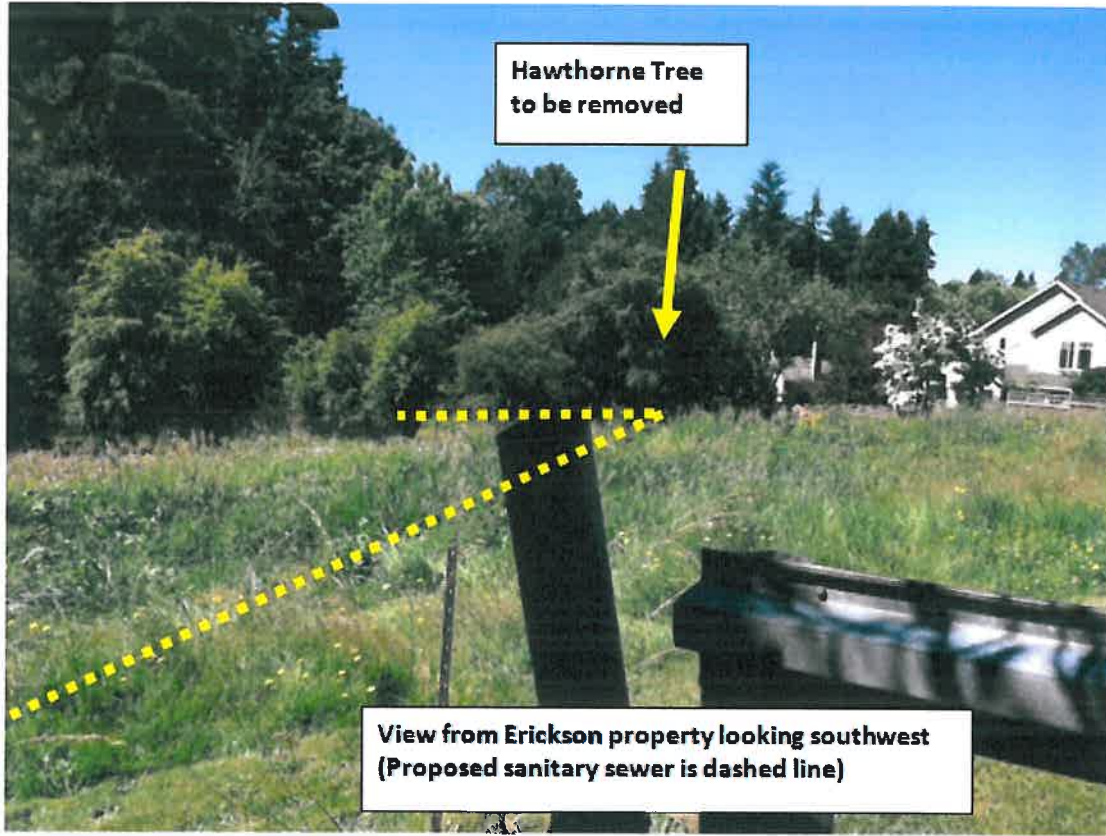 Hawthorne Tree
to be removed
View from Erickson property looking southwest
(Proposed sanitary sewer is dashed line)